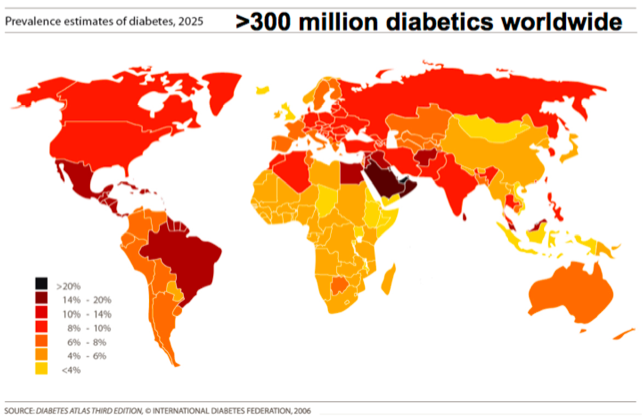 Prevalence estimates of diabetes, 2025
>300 million diabetics worldwide
>20%
14% - 20%
10% - 14%
8% - 10%
6% - 8%
4% - 6%
<4%
SOURCE: DIABETES ATLAS THIRD EDITION, © INTERNATIONAL DIABETES FEDERATION, 2006